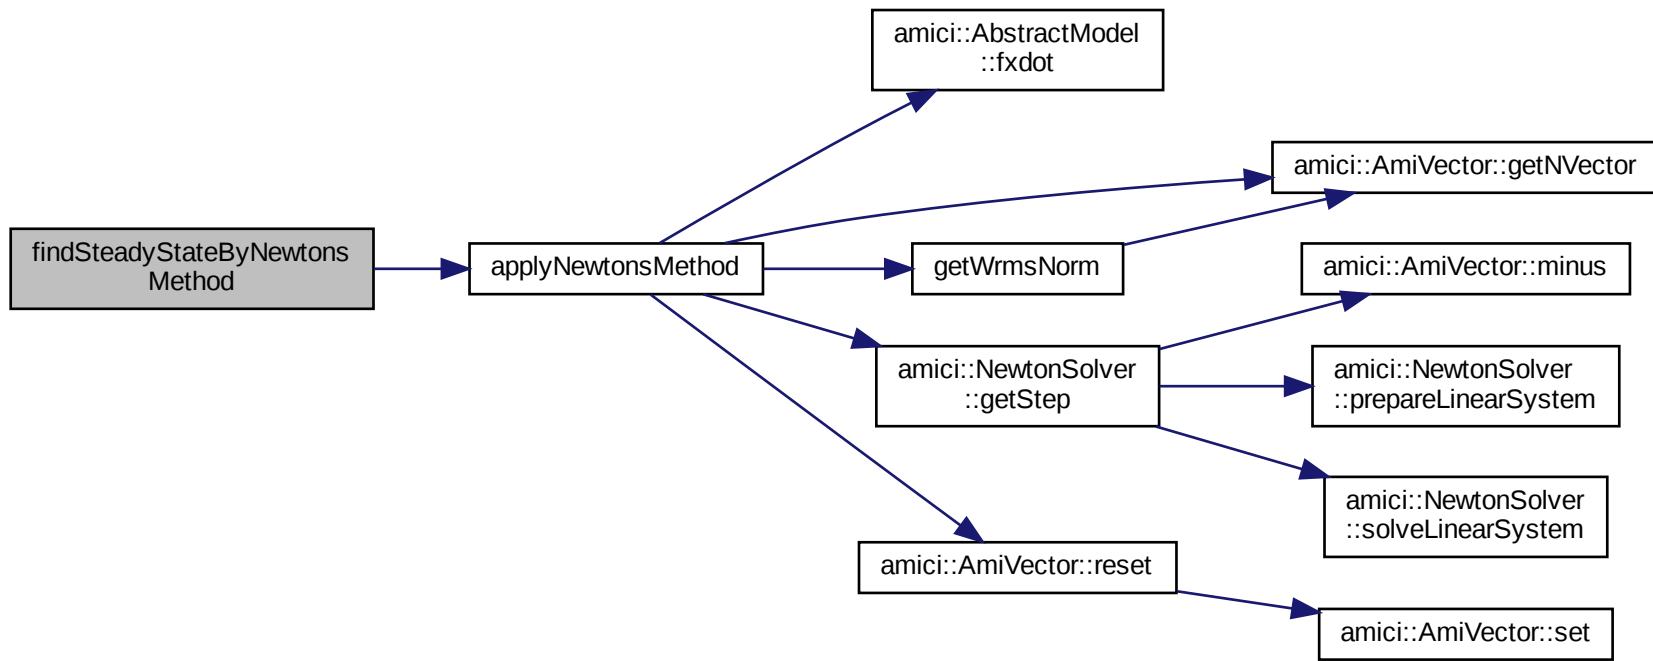 findSteadyStateByNewtons
Method
applyNewtonsMethod
amici::AbstractModel
::fxdot
amici::AmiVector::getNVector
getWrmsNorm
amici::NewtonSolver
::getStep
amici::AmiVector::minus
amici::NewtonSolver
::prepareLinearSystem
amici::NewtonSolver
::solveLinearSystem
amici::AmiVector::reset
amici::AmiVector::set